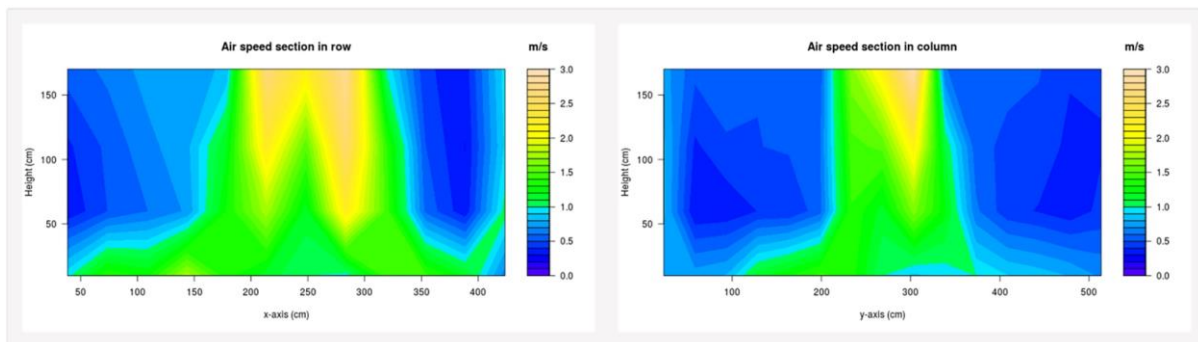 Air speed section in row
m/s
3.0
2.5
2.0
1.5
1.0
0.5
0.0
150
100
50
Height (cm)
50 100 150 200 250 300 350 400
x-axis (cm)
Air speed section in column
m/s
3.0
2.5
2.0
1.5
1.0
0.5
0.0
150
100
50
Height (cm)
100 200 300 400 500
y-axis (cm)